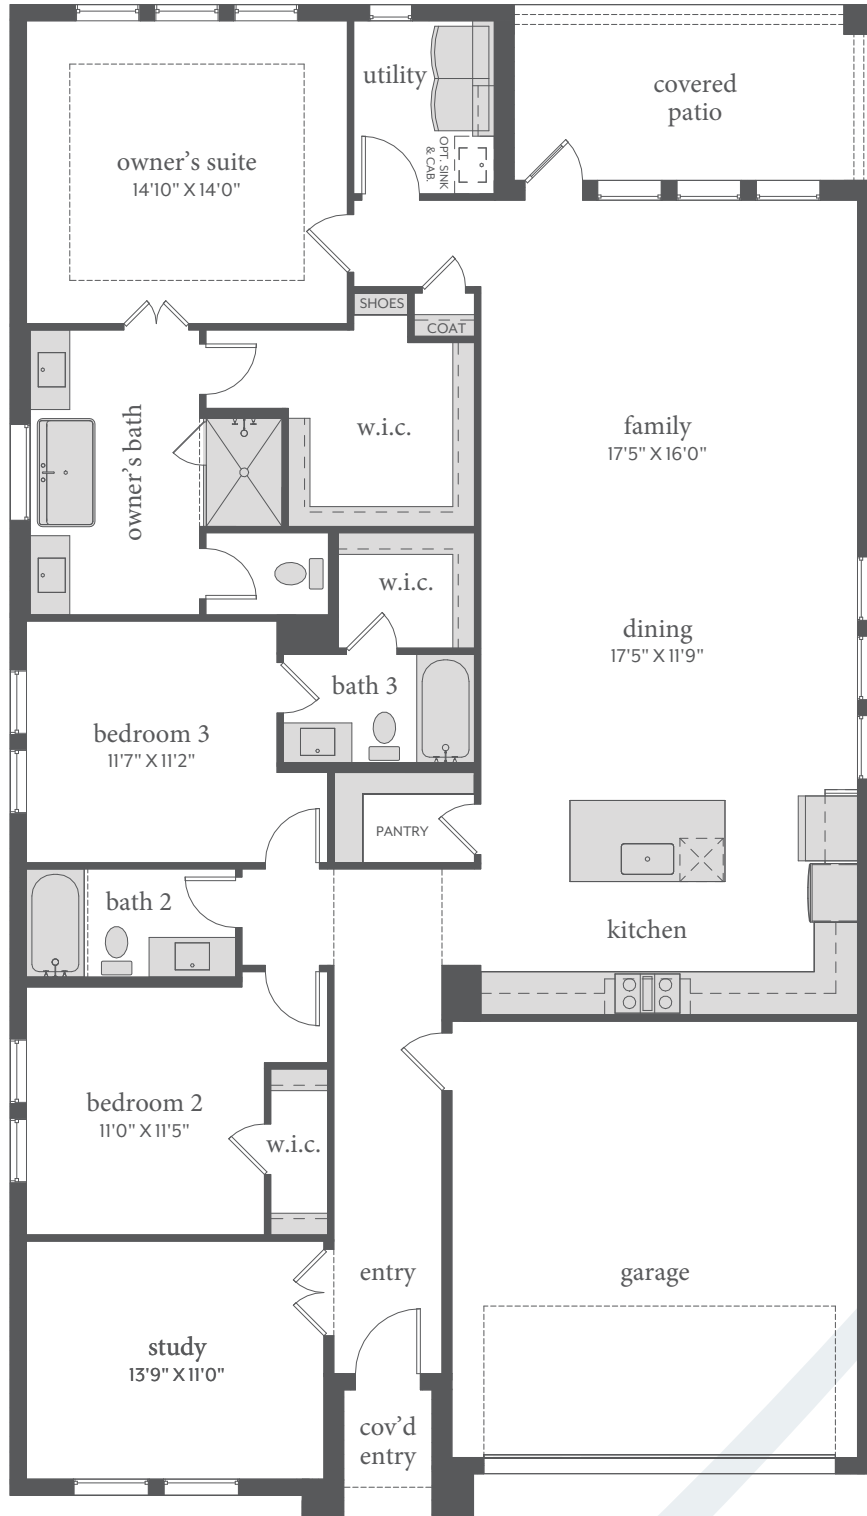 utility
covered
patio
OPT. SINK
& CAB.
owner's suite
14'10" X 14'0"
SHOES
COAT
owner's bath
w.i.c.
family
17'5" X 16'0"
w.i.c.
dining
17'5" X 11'9"
bath 3
bedroom 3
11'7" X 11'2"
PANTRY
bath 2
kitchen
bedroom 2
11'0" X 11'5"
w.i.c.
entry
garage
study
13'9" X 11'0"
cov'd
entry